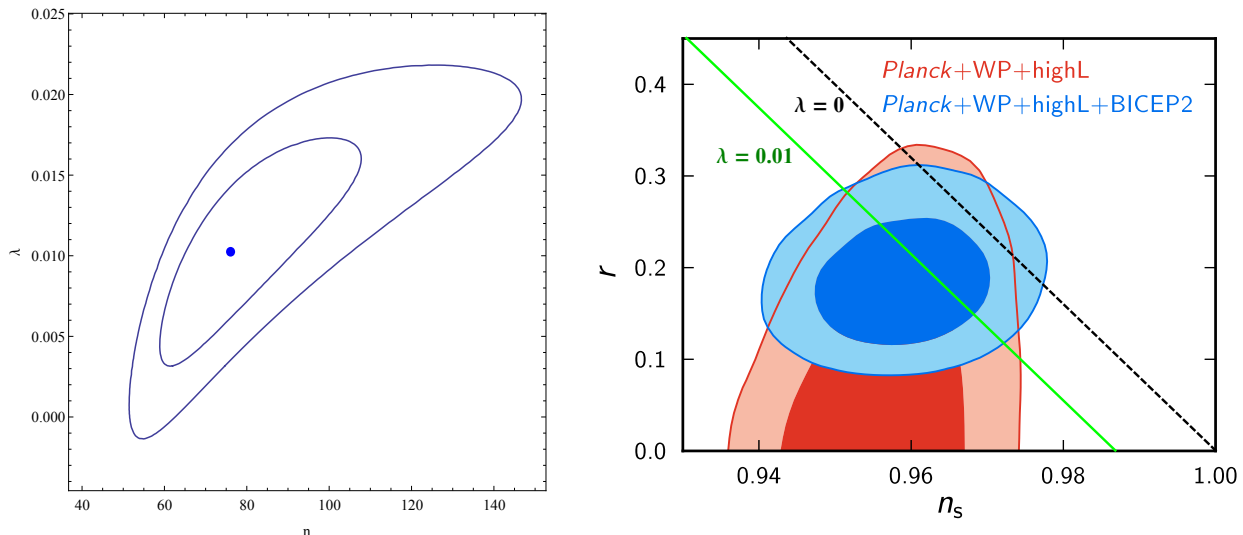 0.025
0.020
0.015
0.010
0.005
0.000
λ
40 60 80 100 120 140
n
Planck+WP+highL
Planck+WP+highL+BICEP2
λ = 0
λ = 0.01
0.4
0.3
0.2
0.1
0.0
r
0.94 0.96 0.98 1.00
ns